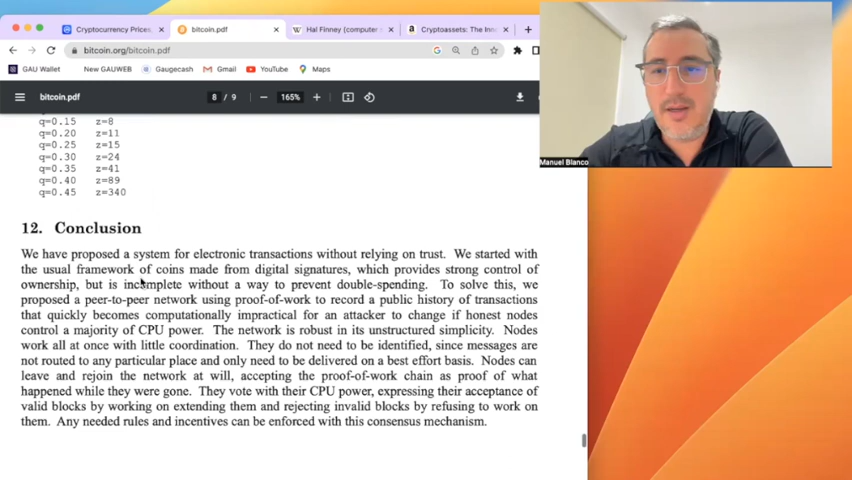 Cryptocurrency Prices,
bitcoin.pdf
Hal Finney (computer s
Cryptoassets: The Inno
bitcoin.org/bitcoin.pdf
GAU Wallet
New GAUWEB
Gaugecash
Gmail
YouTube
Maps
bitcoin.pdf
8 / 9
165%
q=0.15 z=8
q=0.20 z=11
q=0.25 z=15
q=0.30 z=24
q=0.35 z=41
q=0.40 z=89
q=0.45 z=340
12. Conclusion
We have proposed a system for electronic transactions without relying on trust. We started with
the usual framework of coins made from digital signatures, which provides strong control of
ownership, but is incomplete without a way to prevent double-spending. To solve this, we
proposed a peer-to-peer network using proof-of-work to record a public history of transactions
that quickly becomes computationally impractical for an attacker to change if honest nodes
control a majority of CPU power. The network is robust in its unstructured simplicity. Nodes
work all at once with little coordination. They do not need to be identified, since messages are
not routed to any particular place and only need to be delivered on a best effort basis. Nodes can
leave and rejoin the network at will, accepting the proof-of-work chain as proof of what
happened while they were gone. They vote with their CPU power, expressing their acceptance of
valid blocks by working on extending them and rejecting invalid blocks by refusing to work on
them. Any needed rules and incentives can be enforced with this consensus mechanism.
Manuel Blanco